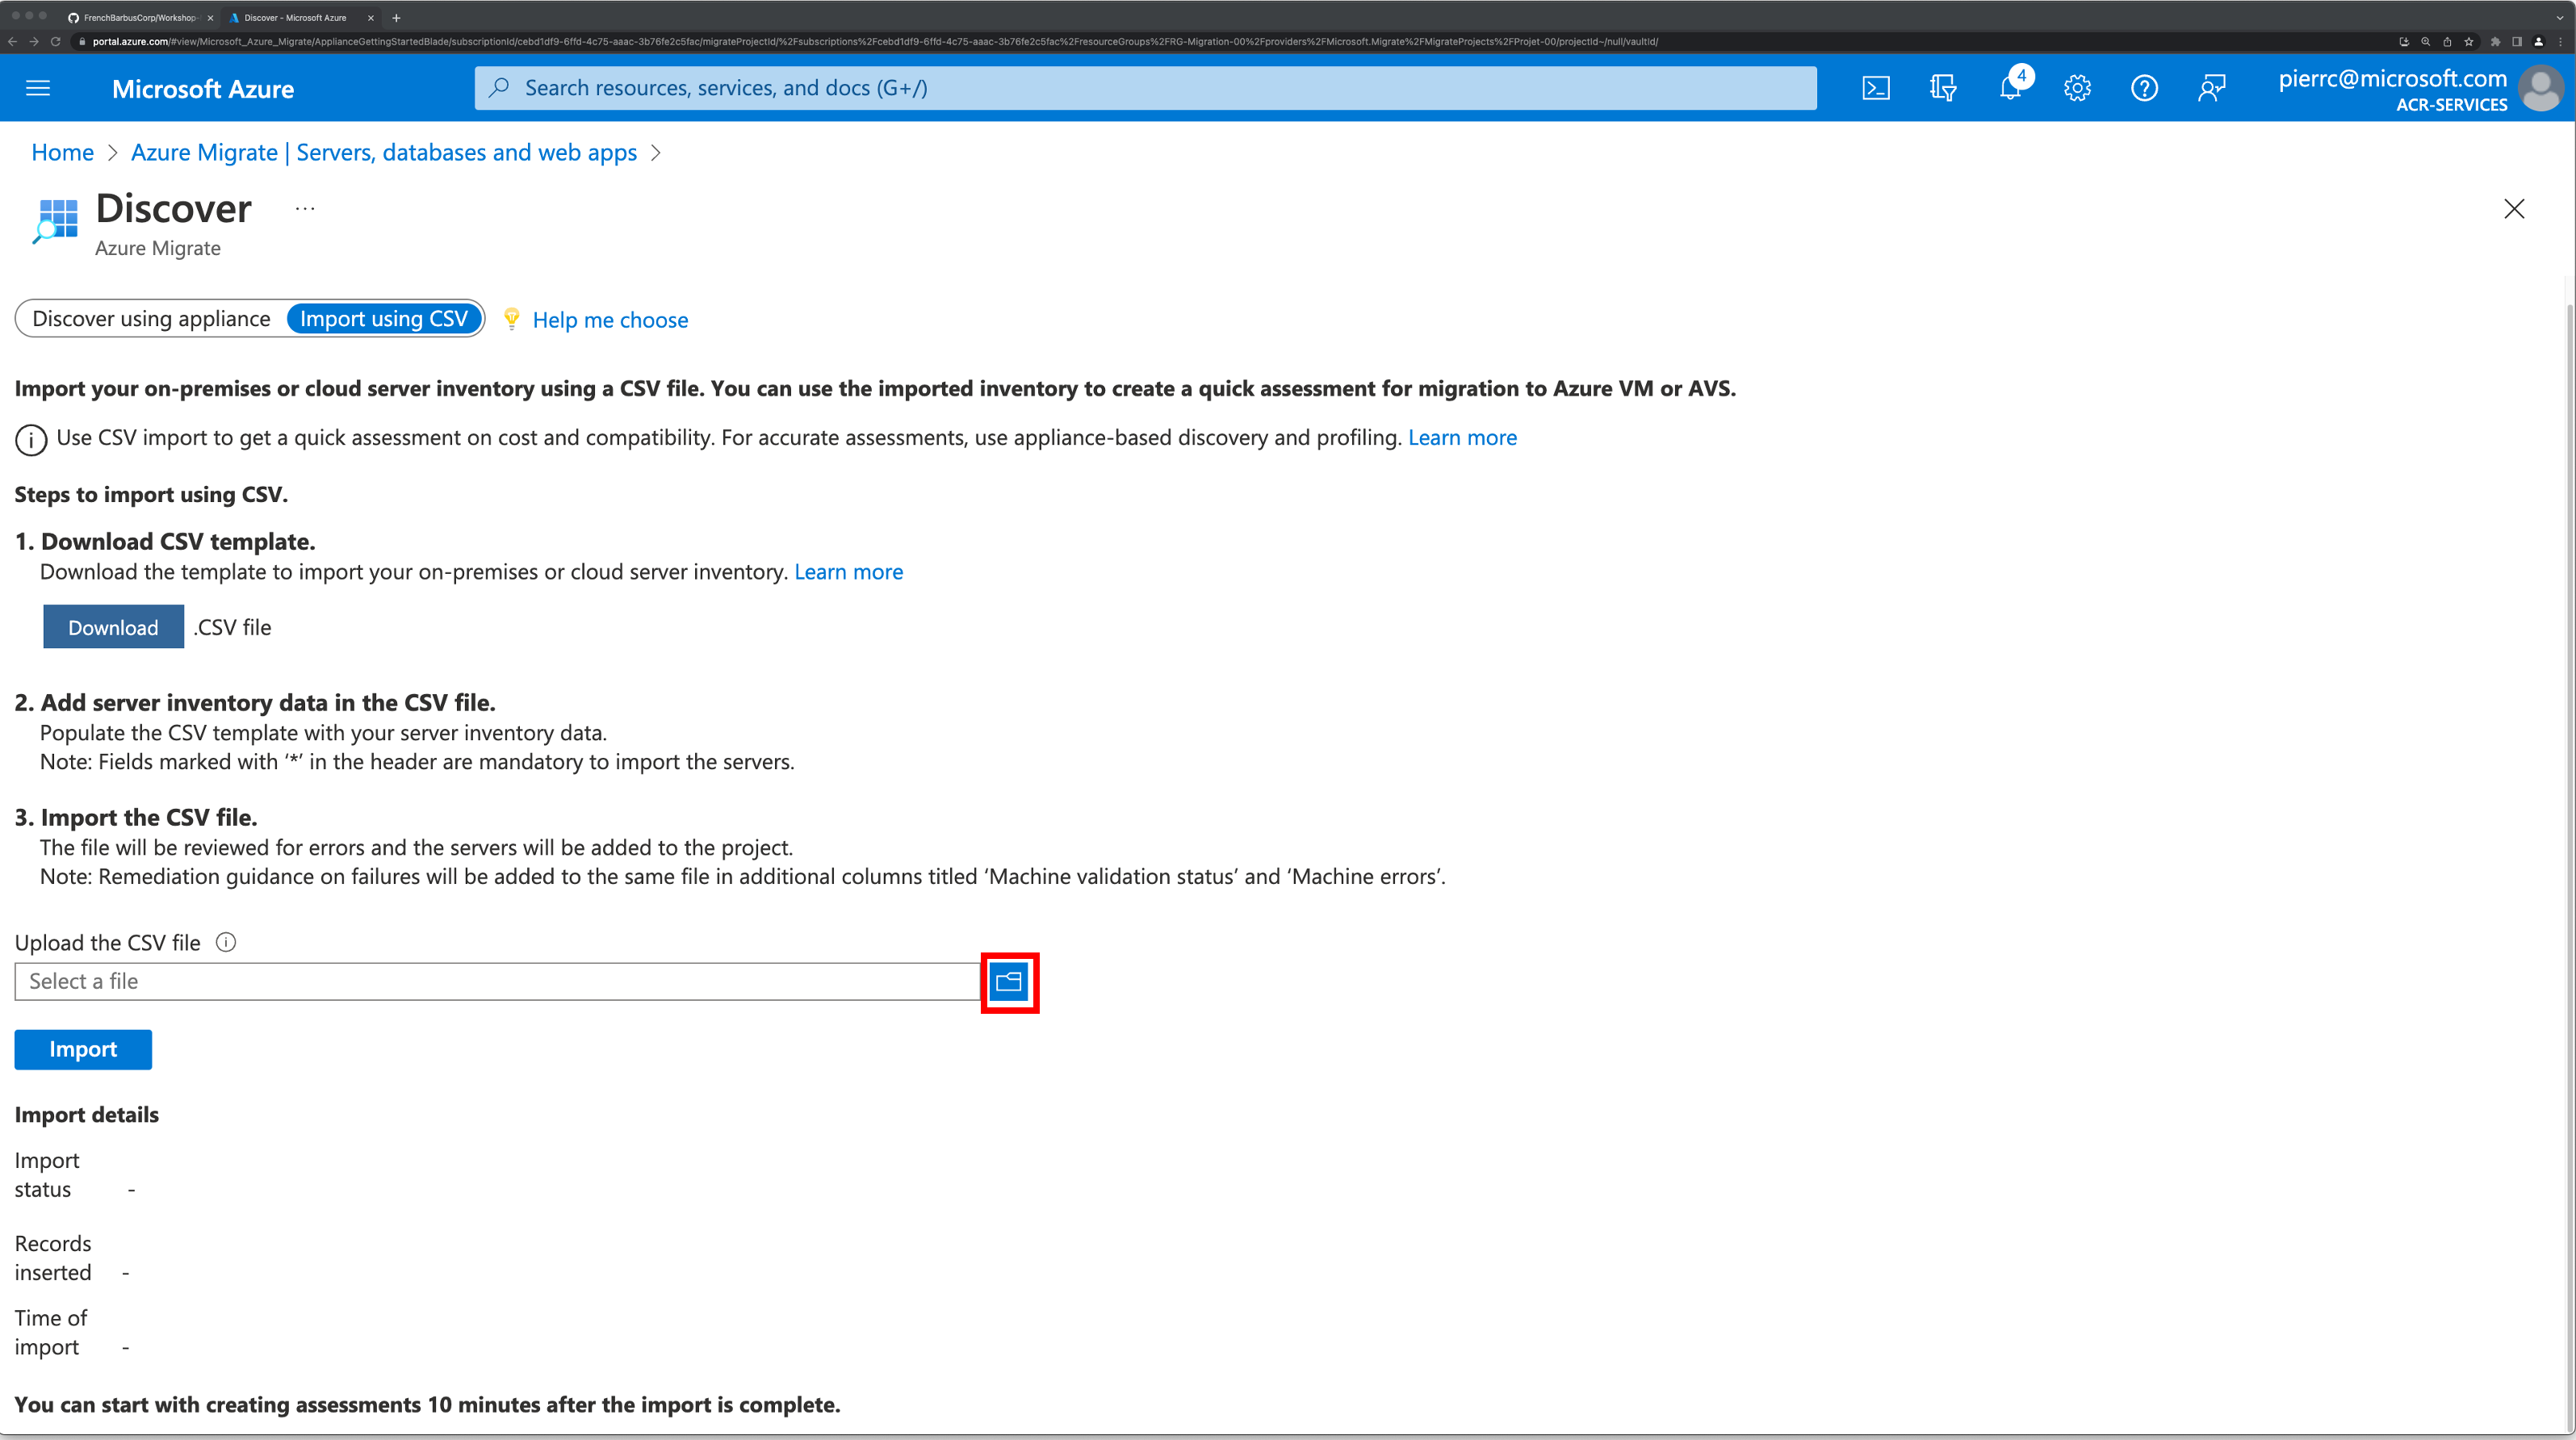 FrenchBarbusCorp/Workshop-
Discover - Microsoft Azure
portal.azure.com/#view/Microsoft_Azure_Migrate/ApplianceGettingStartedBlade/subscriptionId/cebd1df9-6ffd-4c75-aaac-3b76fe2c5fac/migrateProjectId/%2Fsubscriptions%2Fcebd1df9-6ffd-4c75-aaac-3b76fe2c5fac%2FresourceGroups%2FRG-Migration-00%2Fproviders%2FMicrosoft.Migrate%2FMigrateProjects%2FProjet-00/projectId~/null/vaultId/
Microsoft Azure
Search resources, services, and docs (G+/)
4
pierrc@microsoft.com
ACR-SERVICES
Home > Azure Migrate | Servers, databases and web apps >
Discover ...
Azure Migrate
Discover using appliance Import using CSV Help me choose
Import your on-premises or cloud server inventory using a CSV file. You can use the imported inventory to create a quick assessment for migration to Azure VM or AVS.
Use CSV import to get a quick assessment on cost and compatibility. For accurate assessments, use appliance-based discovery and profiling. Learn more
Steps to import using CSV.
1. Download CSV template.
Download the template to import your on-premises or cloud server inventory. Learn more
Download .CSV file
2. Add server inventory data in the CSV file.
Populate the CSV template with your server inventory data.
Note: Fields marked with ‘*’ in the header are mandatory to import the servers.
3. Import the CSV file.
The file will be reviewed for errors and the servers will be added to the project.
Note: Remediation guidance on failures will be added to the same file in additional columns titled ‘Machine validation status’ and ‘Machine errors’.
Upload the CSV file
Select a file
Import
Import details
Import
status -
Records
inserted -
Time of
import -
You can start with creating assessments 10 minutes after the import is complete.